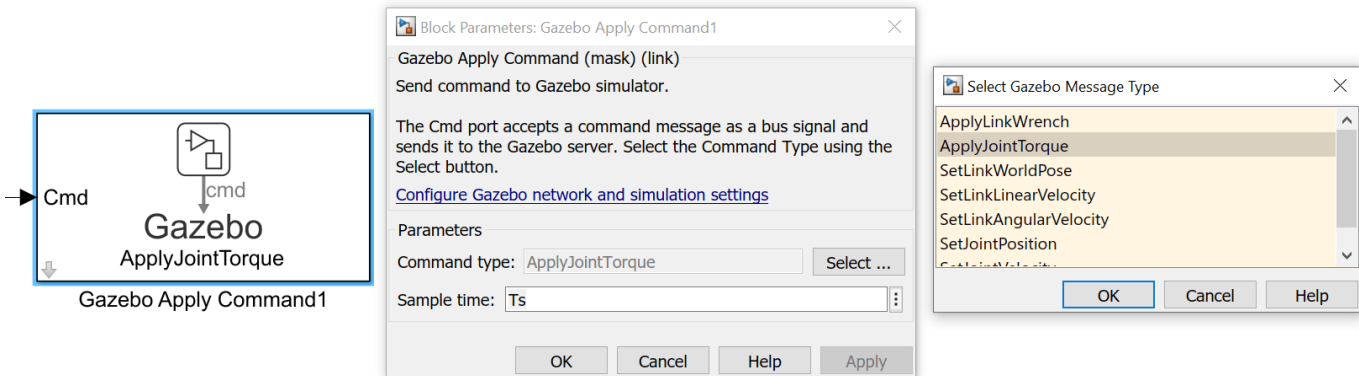 Cmd
cmd
Gazebo
ApplyJointTorque
Gazebo Apply Command1
Block Parameters: Gazebo Apply Command1
Gazebo Apply Command (mask) (link)
Send command to Gazebo simulator.
The Cmd port accepts a command message as a bus signal and
sends it to the Gazebo server. Select the Command Type using the
Select button.
Configure Gazebo network and simulation settings
Parameters
Command type: ApplyJointTorque Select ...
Sample time: Ts
OK Cancel Help Apply
Select Gazebo Message Type
ApplyLinkWrench
ApplyJointTorque
SetLinkWorldPose
SetLinkLinearVelocity
SetLinkAngularVelocity
SetJointPosition
SetJointVelocity
OK Cancel Help